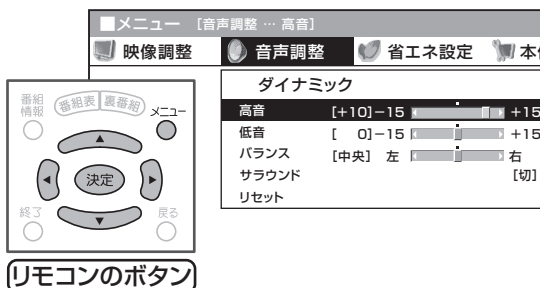 ■メニュー [音声調整 … 高音]
映像調整 音声調整 省エネ設定 本
ダイナミック
高音 [+10]－15 +15
低音 [ 0]－15 +15
バランス [中央] 左 右
サラウンド [切]
リセット
番組情報
番組表 裏番組
メニュー
決定
終了 戻る
リモコンのボタン